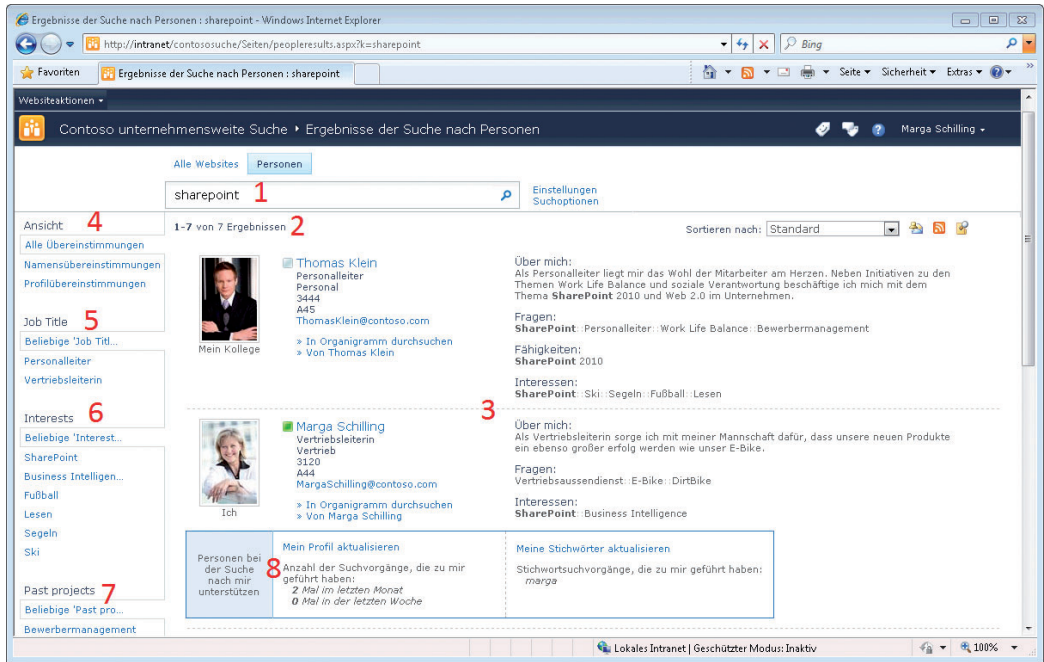 Ergebnisse der Suche nach Personen : sharepoint - Windows Internet Explorer
http://intranet/contososuche/Seiten/peopleresults.aspx?k=sharepoint
Bing
Favoriten
Ergebnisse der Suche nach Personen : sharepoint
Seite
Sicherheit
Extras
Websiteaktionen
Contoso unternehmensweite Suche
Ergebnisse der Suche nach Personen
Marga Schilling
Alle Websites
Personen
sharepoint 1
Einstellungen
Suchoptionen
Ansicht 4
Alle Übereinstimmungen
Namensübereinstimmungen
Profilübereinstimmungen
Job Title 5
Beliebige 'Job Titl...
Personalleiter
Vertriebsleiterin
Interests 6
Beliebige 'Interest...
SharePoint
Business Intelligen...
Fußball
Lesen
Segeln
Ski
Past projects 7
Beliebige 'Past pro...
Bewerbermanagement
1-7 von 7 Ergebnissen 2
Sortieren nach: Standard
Mein Kollege
Thomas Klein
Personalleiter
Personal
3444
A45
ThomasKlein@contoso.com
» In Organigramm durchsuchen
» Von Thomas Klein
Über mich:
Als Personalleiter liegt mir das Wohl der Mitarbeiter am Herzen. Neben Initiativen zu den
Themen Work Life Balance und soziale Verantwortung beschäftige ich mich mit dem
Thema SharePoint 2010 und Web 2.0 im Unternehmen.
Fragen:
SharePoint::Personalleiter::Work Life Balance::Bewerbermanagement
Fähigkeiten:
SharePoint 2010
Interessen:
SharePoint::Ski::Segeln::Fußball::Lesen
3
Ich
Marga Schilling
Vertriebsleiterin
Vertrieb
3120
A44
MargaSchilling@contoso.com
» In Organigramm durchsuchen
» Von Marga Schilling
Über mich:
Als Vertriebsleiterin sorge ich mit meiner Mannschaft dafür, dass unsere neuen Produkte
ein ebenso großer erfolg werden wie unser E-Bike.
Fragen:
Vertriebsaussendienst::E-Bike::DirtBike
Interessen:
SharePoint::Business Intelligence
Personen bei
der Suche
nach mir
unterstützen
8
Mein Profil aktualisieren
Anzahl der Suchvorgänge, die zu mir
geführt haben:
2 Mal im letzten Monat
0 Mal in der letzten Woche
Meine Stichwörter aktualisieren
Stichwortsuchvorgänge, die zu mir geführt haben:
marga
Lokales Intranet | Geschützter Modus: Inaktiv
100%